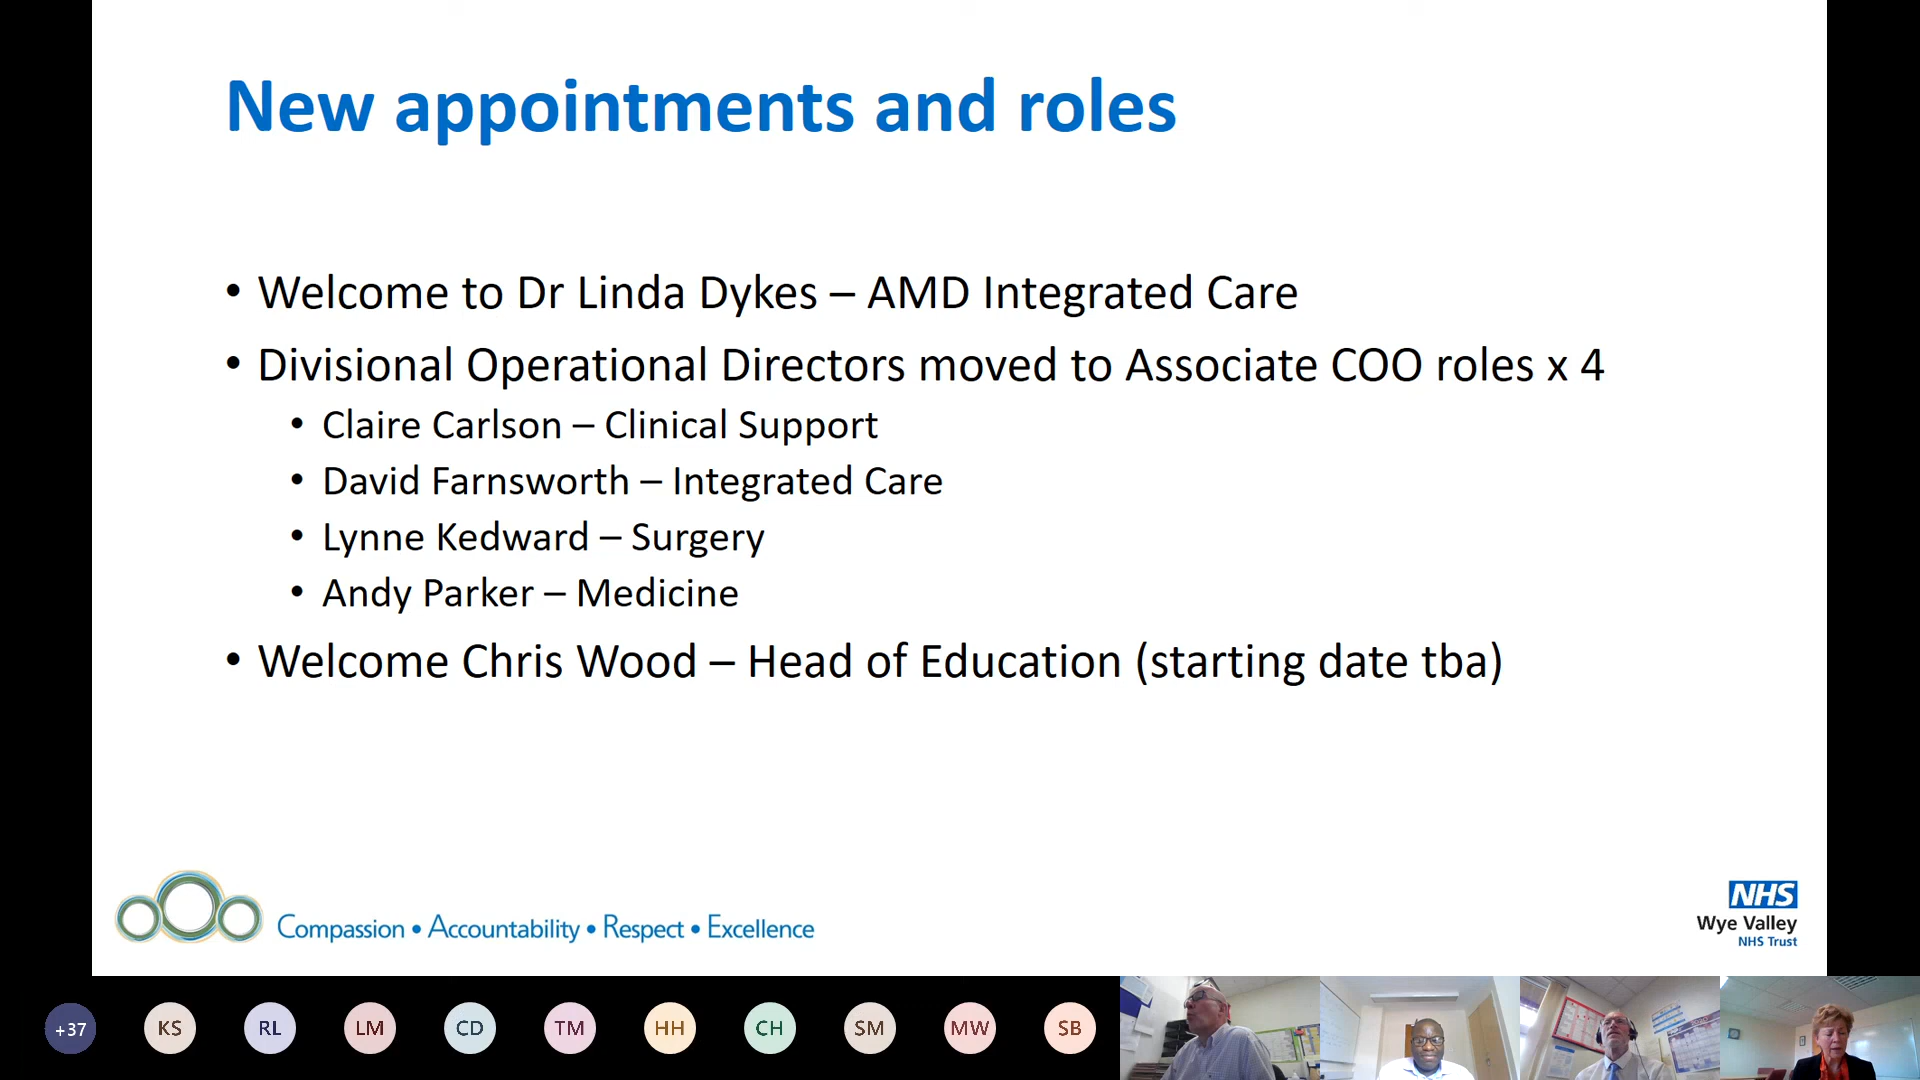 New appointments and roles
• Welcome to Dr Linda Dykes – AMD Integrated Care
• Divisional Operational Directors moved to Associate COO roles x 4
• Claire Carlson – Clinical Support
• David Farnsworth – Integrated Care
• Lynne Kedward – Surgery
• Andy Parker – Medicine
• Welcome Chris Wood – Head of Education (starting date tba)
Compassion • Accountability • Respect • Excellence
NHS
Wye Valley
NHS Trust
+37 KS RL LM CD TM HH CH SM MW SB